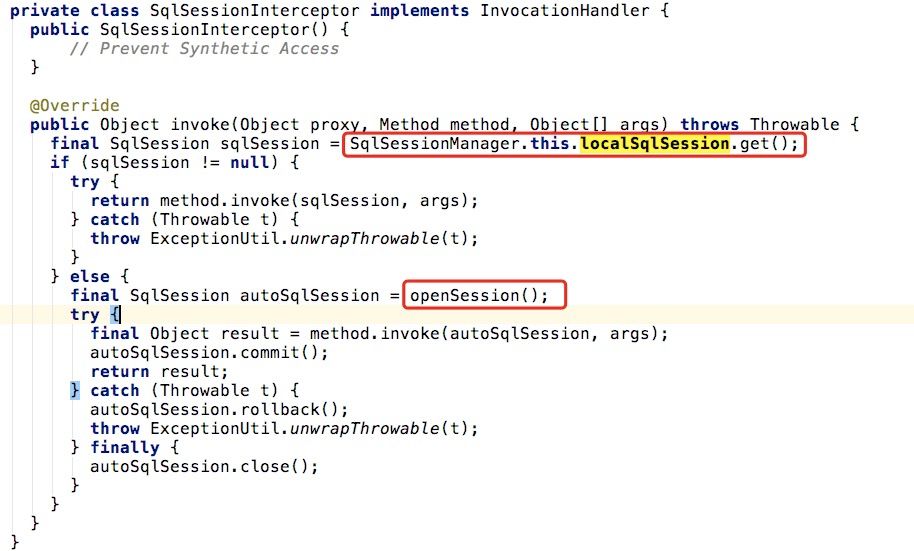 private class SqlSessionInterceptor implements InvocationHandler {
  public SqlSessionInterceptor() {
      // Prevent Synthetic Access
  }

  @Override
  public Object invoke(Object proxy, Method method, Object[] args) throws Throwable {
    final SqlSession sqlSession = SqlSessionManager.this.localSqlSession.get();
    if (sqlSession != null) {
      try {
        return method.invoke(sqlSession, args);
      } catch (Throwable t) {
        throw ExceptionUtil.unwrapThrowable(t);
      }
    } else {
      final SqlSession autoSqlSession = openSession();
      try {
        final Object result = method.invoke(autoSqlSession, args);
        autoSqlSession.commit();
        return result;
      } catch (Throwable t) {
        autoSqlSession.rollback();
        throw ExceptionUtil.unwrapThrowable(t);
      } finally {
        autoSqlSession.close();
      }
    }
  }
}